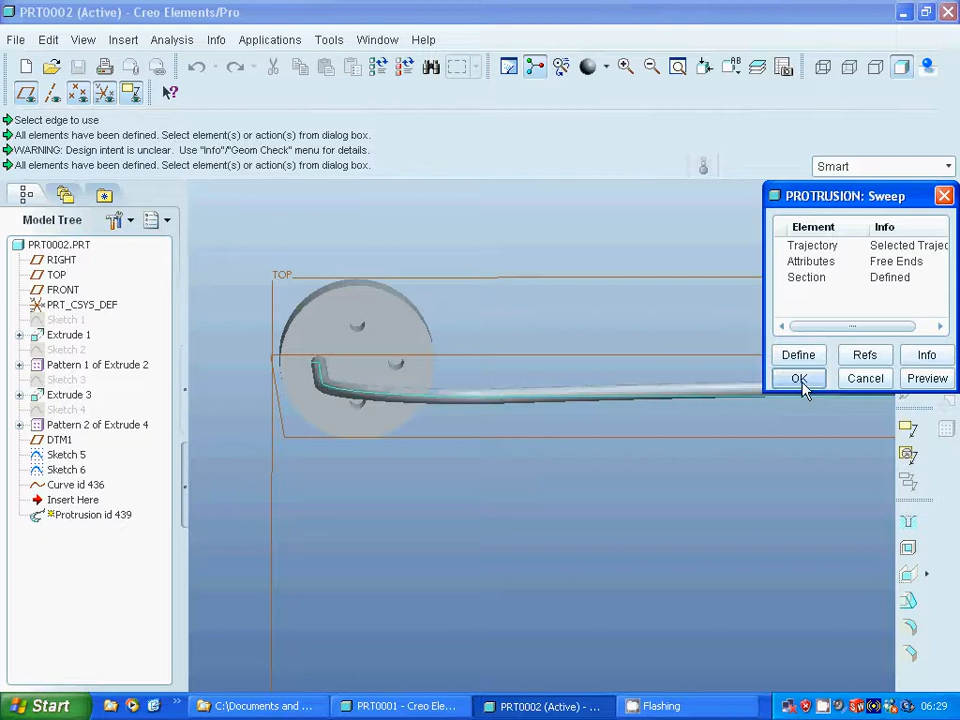 PRT0002 (Active) - Creo Elements/Pro
File Edit View Insert Analysis Info Applications Tools Window Help
Select edge to use
All elements have been defined. Select element(s) or action(s) from dialog box.
WARNING: Design intent is unclear. Use "Info"/"Geom Check" menu for details.
All elements have been defined. Select element(s) or action(s) from dialog box.
Smart
Model Tree
PRT0002.PRT
RIGHT
TOP
FRONT
PRT_CSYS_DEF
Sketch 1
Extrude 1
Sketch 2
Pattern 1 of Extrude 2
Sketch 3
Extrude 3
Sketch 4
Pattern 2 of Extrude 4
DTM1
Sketch 5
Sketch 6
Curve id 436
Insert Here
Protrusion id 439
TOP
PROTRUSION: Sweep
Element Info
Trajectory Selected Trajec
Attributes Free Ends
Section Defined
Define Refs Info
OK Cancel Preview
Start
C:\Documents and ...
PRT0001 - Creo Ele...
PRT0002 (Active) - ...
Flashing
06:29